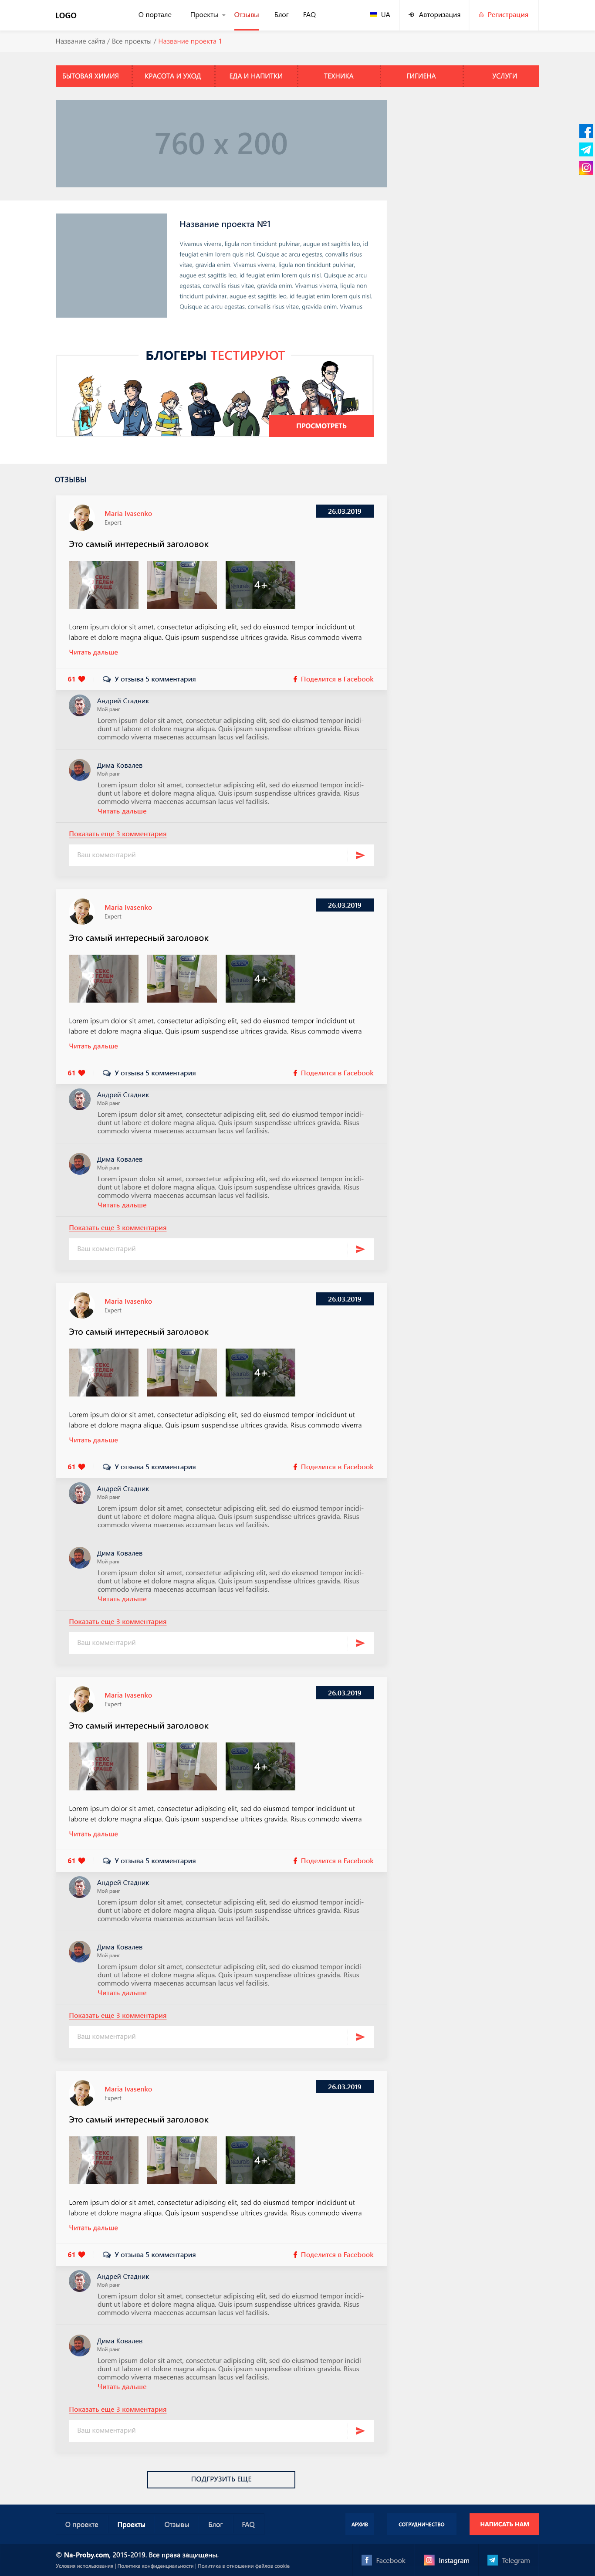 LOGO
О портале
Проекты
Отзывы
Блог
FAQ
UA
Авторизация
Регистрация
Название сайта / Все проекты / Название проекта 1
БЫТОВАЯ ХИМИЯ
КРАСОТА И УХОД
ЕДА И НАПИТКИ
ТЕХНИКА
ГИГИЕНА
УСЛУГИ
760 x 200
Название проекта №1
Vivamus viverra, ligula non tincidunt pulvinar, augue est sagittis leo, id
feugiat enim lorem quis nisl. Quisque ac arcu egestas, convallis risus
vitae, gravida enim. Vivamus viverra, ligula non tincidunt pulvinar,
augue est sagittis leo, id feugiat enim lorem quis nisl. Quisque ac arcu
egestas, convallis risus vitae, gravida enim. Vivamus viverra, ligula non
tincidunt pulvinar, augue est sagittis leo, id feugiat enim lorem quis nisl.
Quisque ac arcu egestas, convallis risus vitae, gravida enim. Vivamus
БЛОГЕРЫ ТЕСТИРУЮТ
ПРОСМОТРЕТЬ
ОТЗЫВЫ
Maria Ivasenko
Expert
26.03.2019
Это самый интересный заголовок
4+
Lorem ipsum dolor sit amet, consectetur adipiscing elit, sed do eiusmod tempor incididunt ut
labore et dolore magna aliqua. Quis ipsum suspendisse ultrices gravida. Risus commodo viverra
Читать дальше
61
У отзыва 5 комментария
Поделится в Facebook
Андрей Стадник
Мой ранг
Lorem ipsum dolor sit amet, consectetur adipiscing elit, sed do eiusmod tempor incidi-
dunt ut labore et dolore magna aliqua. Quis ipsum suspendisse ultrices gravida. Risus
commodo viverra maecenas accumsan lacus vel facilisis.
Дима Ковалев
Мой ранг
Lorem ipsum dolor sit amet, consectetur adipiscing elit, sed do eiusmod tempor incidi-
dunt ut labore et dolore magna aliqua. Quis ipsum suspendisse ultrices gravida. Risus
commodo viverra maecenas accumsan lacus vel facilisis.
Читать дальше
Показать еще 3 комментария
Ваш комментарий
Maria Ivasenko
Expert
26.03.2019
Это самый интересный заголовок
4+
Lorem ipsum dolor sit amet, consectetur adipiscing elit, sed do eiusmod tempor incididunt ut
labore et dolore magna aliqua. Quis ipsum suspendisse ultrices gravida. Risus commodo viverra
Читать дальше
61
У отзыва 5 комментария
Поделится в Facebook
Андрей Стадник
Мой ранг
Lorem ipsum dolor sit amet, consectetur adipiscing elit, sed do eiusmod tempor incidi-
dunt ut labore et dolore magna aliqua. Quis ipsum suspendisse ultrices gravida. Risus
commodo viverra maecenas accumsan lacus vel facilisis.
Дима Ковалев
Мой ранг
Lorem ipsum dolor sit amet, consectetur adipiscing elit, sed do eiusmod tempor incidi-
dunt ut labore et dolore magna aliqua. Quis ipsum suspendisse ultrices gravida. Risus
commodo viverra maecenas accumsan lacus vel facilisis.
Читать дальше
Показать еще 3 комментария
Ваш комментарий
Maria Ivasenko
Expert
26.03.2019
Это самый интересный заголовок
4+
Lorem ipsum dolor sit amet, consectetur adipiscing elit, sed do eiusmod tempor incididunt ut
labore et dolore magna aliqua. Quis ipsum suspendisse ultrices gravida. Risus commodo viverra
Читать дальше
61
У отзыва 5 комментария
Поделится в Facebook
Андрей Стадник
Мой ранг
Lorem ipsum dolor sit amet, consectetur adipiscing elit, sed do eiusmod tempor incidi-
dunt ut labore et dolore magna aliqua. Quis ipsum suspendisse ultrices gravida. Risus
commodo viverra maecenas accumsan lacus vel facilisis.
Дима Ковалев
Мой ранг
Lorem ipsum dolor sit amet, consectetur adipiscing elit, sed do eiusmod tempor incidi-
dunt ut labore et dolore magna aliqua. Quis ipsum suspendisse ultrices gravida. Risus
commodo viverra maecenas accumsan lacus vel facilisis.
Читать дальше
Показать еще 3 комментария
Ваш комментарий
Maria Ivasenko
Expert
26.03.2019
Это самый интересный заголовок
4+
Lorem ipsum dolor sit amet, consectetur adipiscing elit, sed do eiusmod tempor incididunt ut
labore et dolore magna aliqua. Quis ipsum suspendisse ultrices gravida. Risus commodo viverra
Читать дальше
61
У отзыва 5 комментария
Поделится в Facebook
Андрей Стадник
Мой ранг
Lorem ipsum dolor sit amet, consectetur adipiscing elit, sed do eiusmod tempor incidi-
dunt ut labore et dolore magna aliqua. Quis ipsum suspendisse ultrices gravida. Risus
commodo viverra maecenas accumsan lacus vel facilisis.
Дима Ковалев
Мой ранг
Lorem ipsum dolor sit amet, consectetur adipiscing elit, sed do eiusmod tempor incidi-
dunt ut labore et dolore magna aliqua. Quis ipsum suspendisse ultrices gravida. Risus
commodo viverra maecenas accumsan lacus vel facilisis.
Читать дальше
Показать еще 3 комментария
Ваш комментарий
Maria Ivasenko
Expert
26.03.2019
Это самый интересный заголовок
4+
Lorem ipsum dolor sit amet, consectetur adipiscing elit, sed do eiusmod tempor incididunt ut
labore et dolore magna aliqua. Quis ipsum suspendisse ultrices gravida. Risus commodo viverra
Читать дальше
61
У отзыва 5 комментария
Поделится в Facebook
Андрей Стадник
Мой ранг
Lorem ipsum dolor sit amet, consectetur adipiscing elit, sed do eiusmod tempor incidi-
dunt ut labore et dolore magna aliqua. Quis ipsum suspendisse ultrices gravida. Risus
commodo viverra maecenas accumsan lacus vel facilisis.
Дима Ковалев
Мой ранг
Lorem ipsum dolor sit amet, consectetur adipiscing elit, sed do eiusmod tempor incidi-
dunt ut labore et dolore magna aliqua. Quis ipsum suspendisse ultrices gravida. Risus
commodo viverra maecenas accumsan lacus vel facilisis.
Читать дальше
Показать еще 3 комментария
Ваш комментарий
ПОДГРУЗИТЬ ЕЩЕ
О проекте
Проекты
Отзывы
Блог
FAQ
АРХИВ
СОТРУДНИЧЕСТВО
НАПИСАТЬ НАМ
© Na-Proby.com, 2015-2019. Все права защищены.
Условия использования | Политика конфиденциальности | Политика в отношении файлов cookie
Facebook
Instagram
Telegram